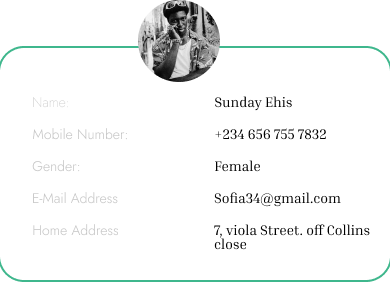 Name: Sunday Ehis
Mobile Number: +234 656 755 7832
Gender: Female
E-Mail Address Sofia34@gmail.com
Home Address 7, viola Street. off Collins
close